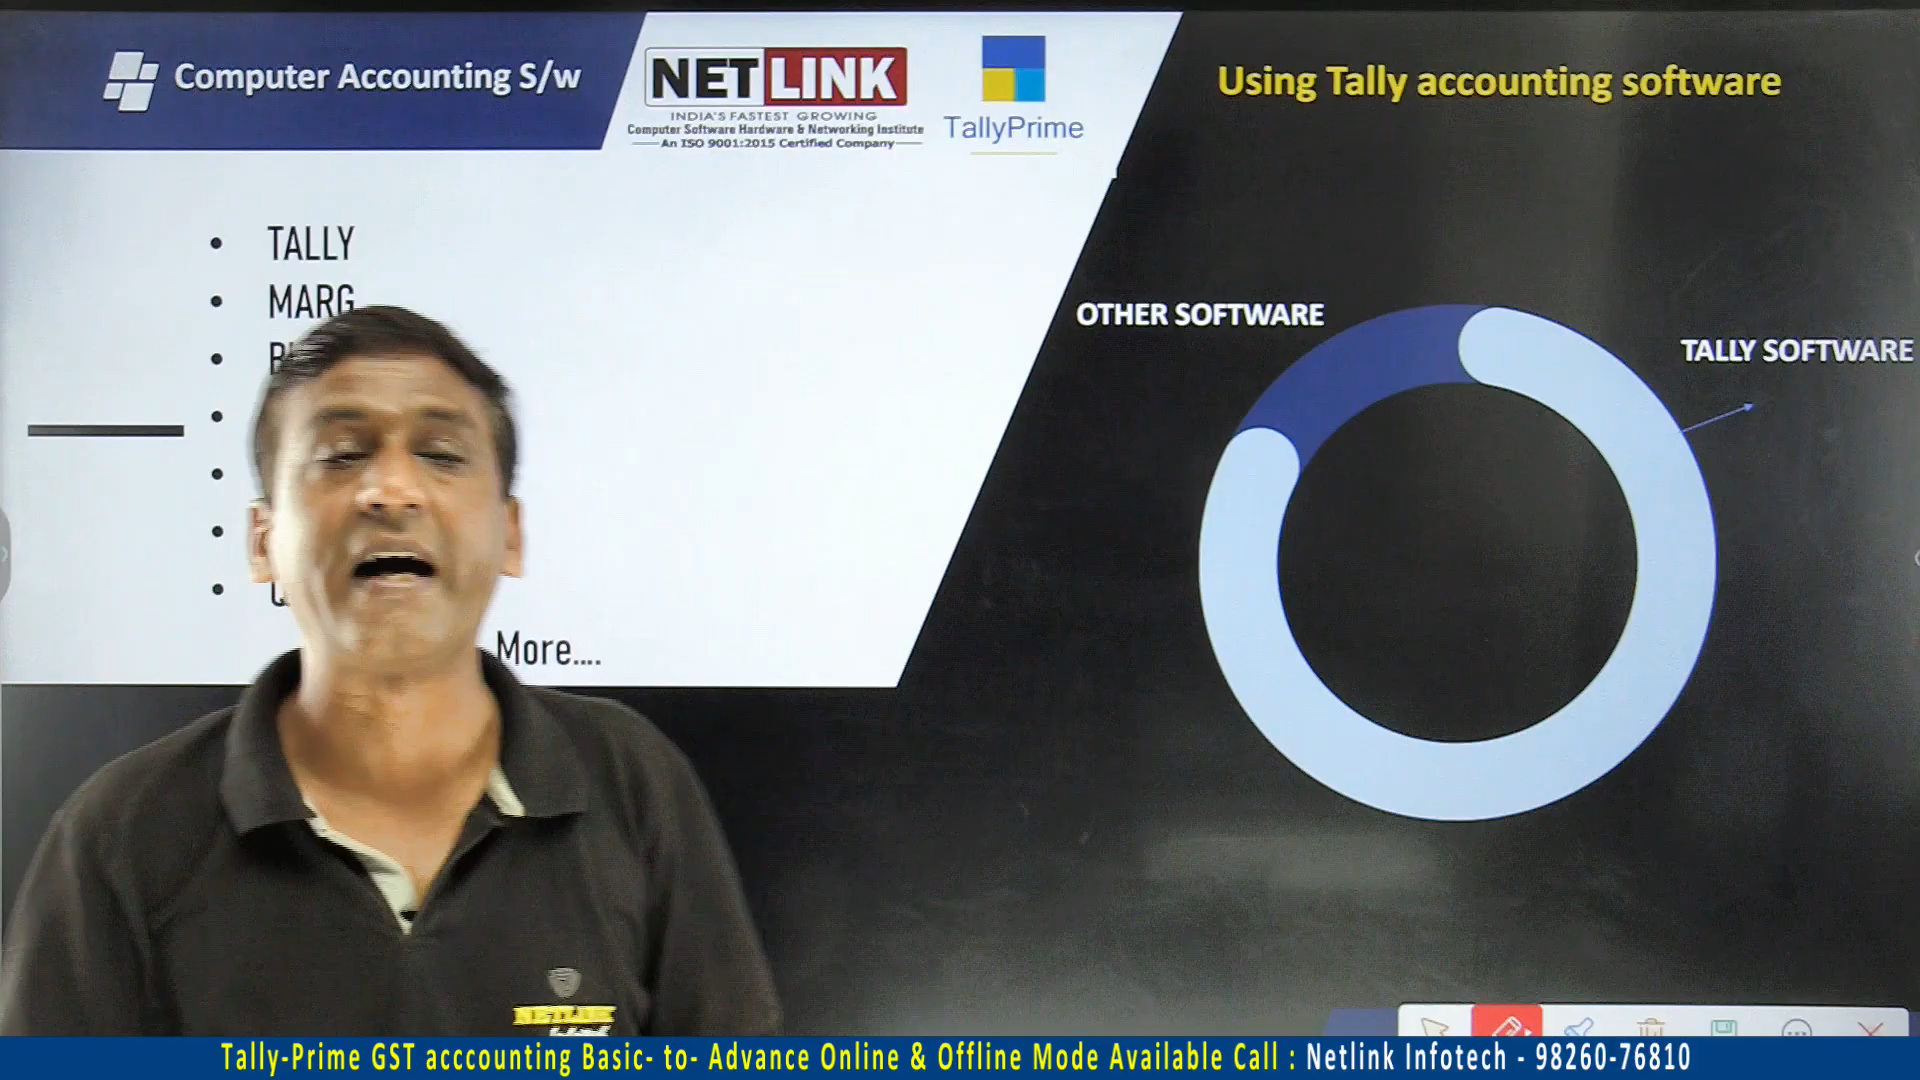 Computer Accounting S/w
NETLINK
INDIA'S FASTEST GROWING
Computer Software Hardware & Networking Institute
An ISO 9001:2015 Certified Company
TallyPrime
Using Tally accounting software
• TALLY
• MARG
•
•
•
•
•
More....
OTHER SOFTWARE
TALLY SOFTWARE
NETLINK
Tally-Prime GST acccounting Basic- to- Advance Online & Offline Mode Available Call : Netlink Infotech - 98260-76810